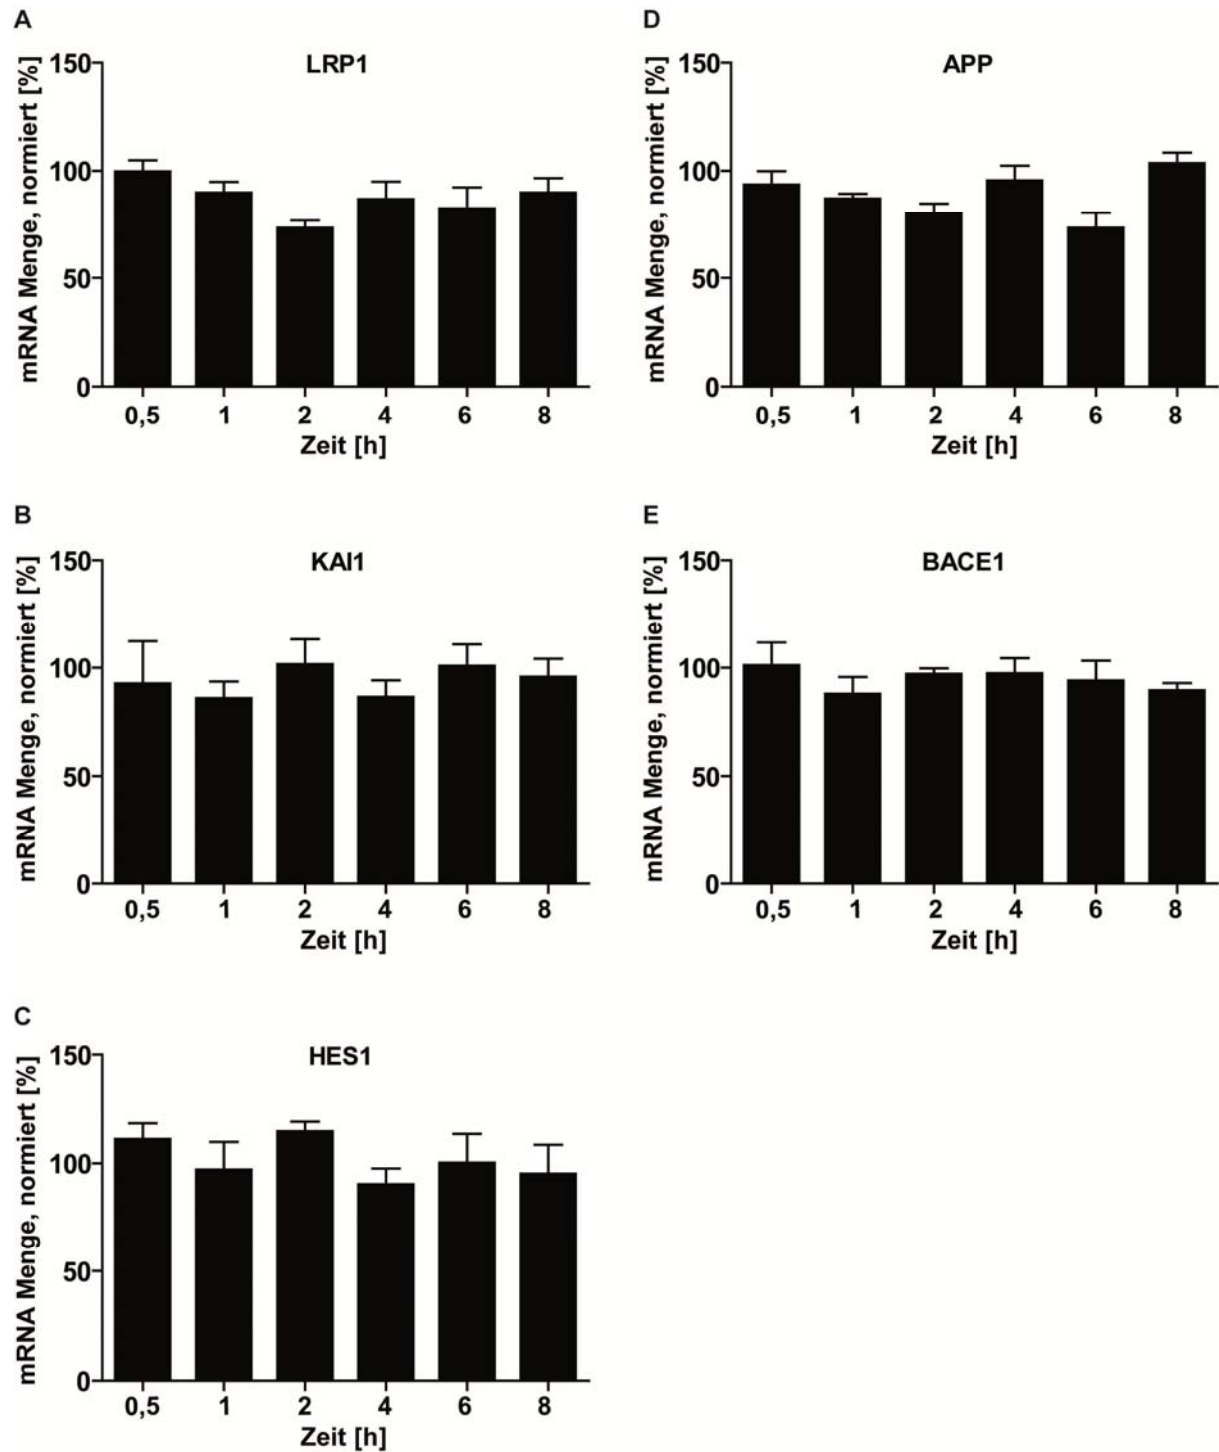 A
LRP1
mRNA Menge, normiert [%]
150
100
50
0
0,5 1 2 4 6 8
Zeit [h]
D
APP
mRNA Menge, normiert [%]
150
100
50
0
0,5 1 2 4 6 8
Zeit [h]
B
KAI1
mRNA Menge, normiert [%]
150
100
50
0
0,5 1 2 4 6 8
Zeit [h]
E
BACE1
mRNA Menge, normiert [%]
150
100
50
0
0,5 1 2 4 6 8
Zeit [h]
C
HES1
mRNA Menge, normiert [%]
150
100
50
0
0,5 1 2 4 6 8
Zeit [h]